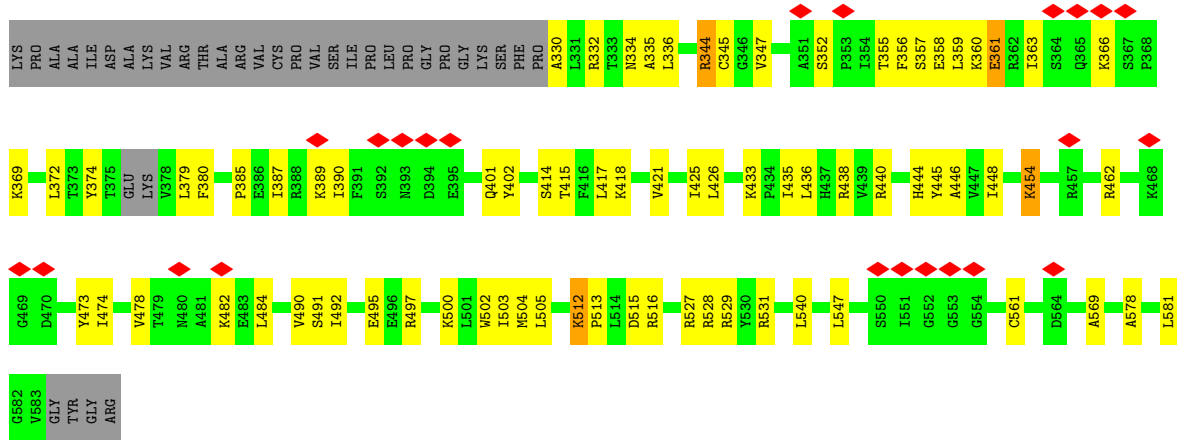 LYS PRO ALA ALA ILE ASP ALA LYS VAL ARG THR ALA ARG VAL CYS PRO VAL SER ILE PRO LEU PRO GLY PRO GLY LYS SER PHE PRO A330 L331 R332 T333 N334 A335 L336 R344 C345 G346 V347 A351 S352 P353 I354 T355 F356 S357 E358 L359 K360 E361 R362 I363 S364 Q365 K366 S367 P368
K369 L372 T373 Y374 T375 GLU LYS V378 L379 F380 P385 E386 I387 R388 K389 I390 F391 S392 N393 D394 E395 Q401 Y402 S414 T415 F416 L417 K418 V421 I425 L426 K433 P434 I435 L436 H437 R438 V439 R440 H444 Y445 A446 V447 I448 K454 R457 R462 K468
G469 D470 Y473 I474 V478 T479 N480 A481 K482 E483 L484 V490 S491 I492 E495 E496 R497 K500 L501 W502 I503 M504 L505 K512 P513 L514 D515 R516 R527 R528 R529 Y530 R531 L540 L547 S550 I551 G552 G553 G554 C561 D564 A569 A578 L581
G582 V583 GLY TYR GLY ARG